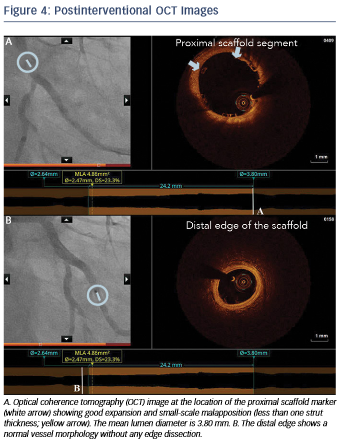 Figure 4: Postinterventional OCT Images
A
Proximal scaffold segment
0409
1 mm
Ø=2.64mm
MLA 4.86mm²
Ø=2.47mm, DS=23.3%
Ø=3.80mm
24.2 mm
A
B
Distal edge of the scaffold
0158
1 mm
Ø=2.64mm
MLA 4.86mm²
Ø=2.47mm, DS=23.3%
Ø=3.80mm
24.2 mm
B
A. Optical coherence tomography (OCT) image at the location of the proximal scaffold marker
(white arrow) showing good expansion and small-scale malapposition (less than one strut
thickness; yellow arrow). The mean lumen diameter is 3.80 mm. B. The distal edge shows a
normal vessel morphology without any edge dissection.